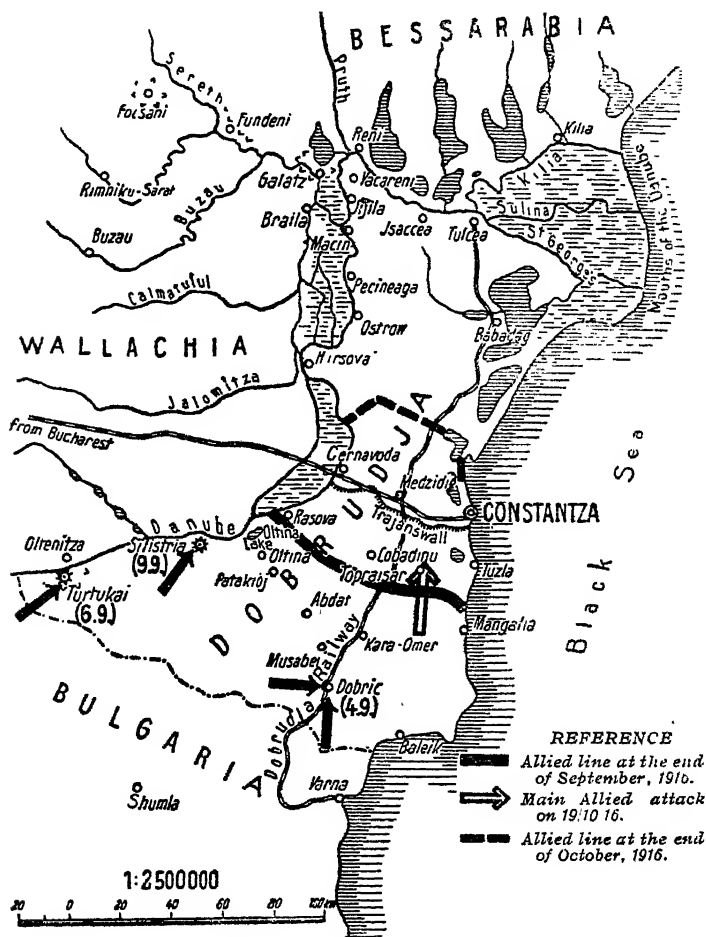 BESSARABIA
Sereth
Focsani
Fundeni
Pruth
Reni
Kilia
Kilia
Galatz
Vacareni
Rimniku-Sarat
Buzau
Braila
Jijila
Jsaccea
Tulcea
Sulina
St. Georges
Mouths of the Danube
Macin
Buzau
Pecineaga
Calmatuful
Ostrow
Babadag
WALLACHIA
Hirsova
Jalomitza
from Bucharest
DOBRUDJA
Cernavoda
Medzidie
Trajanswall
CONSTANTZA
Black Sea
Danube
Rasova
Oltina
Lake
Oltina
Oltenitza
Silistria
(9.9.)
Cobadinu
Tuzla
Patakioj
Topraisar
Turtukai
(6.9.)
Abdat
Mangalia
Musabei
Kara-Omer
Dobric
(4.9.)
Dobrudja Railway
BULGARIA
Baleik
Varna
Shumla
REFERENCE
Allied line at the end
of September, 1916.
Main Allied attack
on 19.10.16.
Allied line at the end
of October, 1916.
1:2500000
20 0 20 40 60 80 100 km